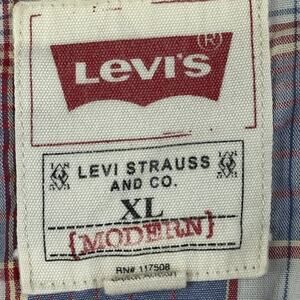 LEVI'S®
LEVI STRAUSS
AND CO.
XL
{MODERN}
RN# 117508